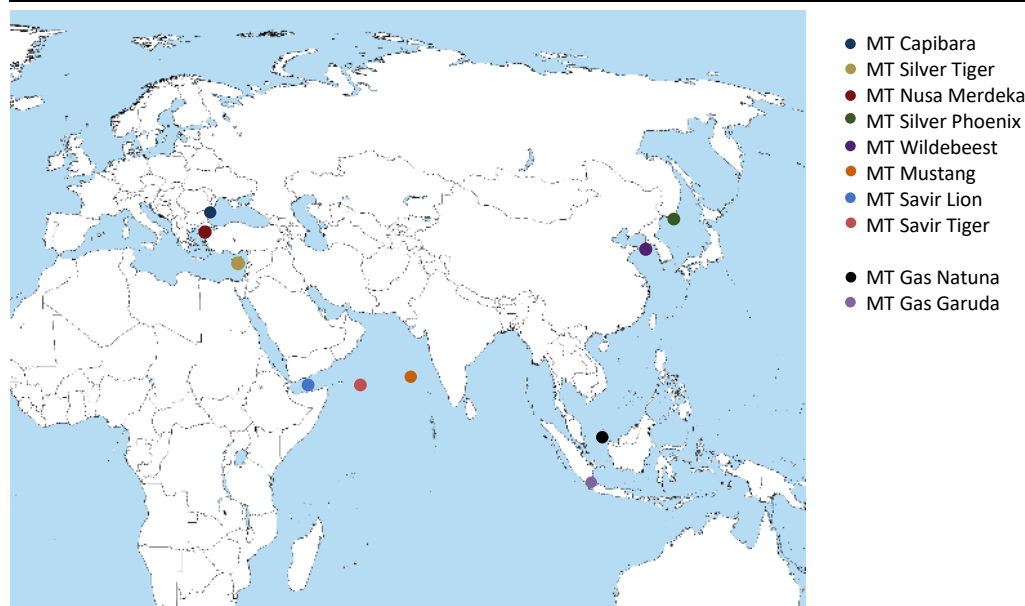 MT Capibara
MT Silver Tiger
MT Nusa Merdeka
MT Silver Phoenix
MT Wildebeest
MT Mustang
MT Savir Lion
MT Savir Tiger
MT Gas Natuna
MT Gas Garuda